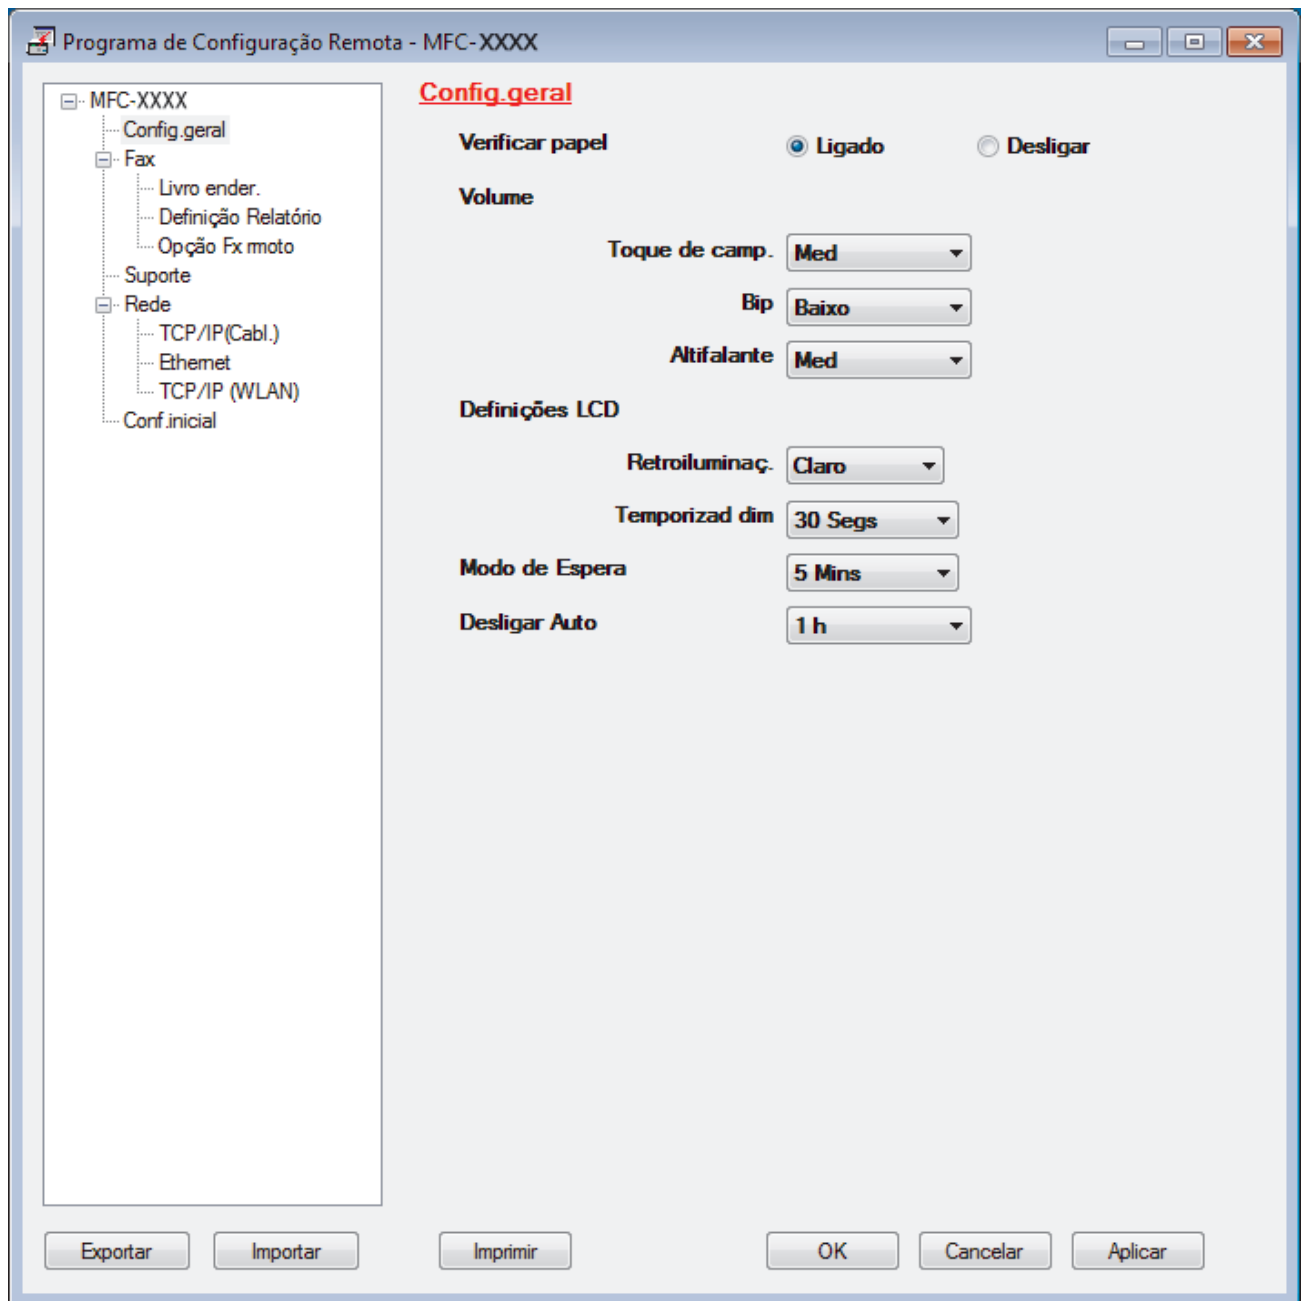 Programa de Configuração Remota - MFC-XXXX
MFC-XXXX
Config.geral
Fax
Livro ender.
Definição Relatório
Opção Fx rmoto
Suporte
Rede
TCP/IP(Cabl.)
Ethernet
TCP/IP (WLAN)
Conf.inicial
Config.geral
Verificar papel Ligado Desligar
Volume
Toque de camp. Med
Bip Baixo
Altifalante Med
Definições LCD
Retroiluminaç. Claro
Temporizad dim 30 Segs
Modo de Espera 5 Mins
Desligar Auto 1 h
Exportar Importar Imprimir OK Cancelar Aplicar